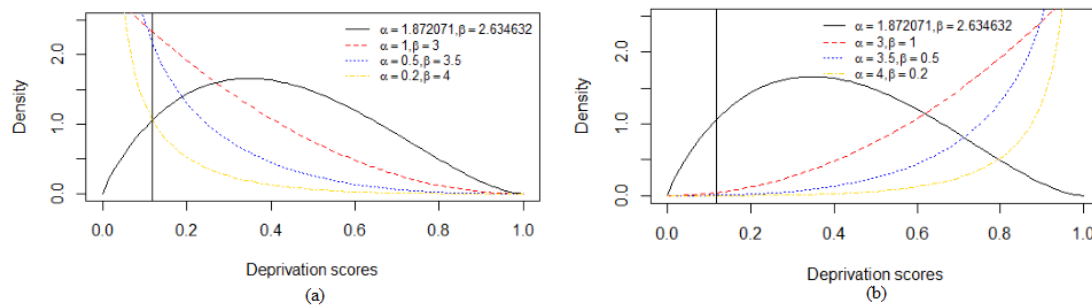 α = 1.872071,β = 2.634632
α = 1,β = 3
α = 0.5,β = 3.5
α = 0.2,β = 4
Density
0.0 1.0 2.0
0.0 0.2 0.4 0.6 0.8 1.0
Deprivation scores
(a)
α = 1.872071,β = 2.634632
α = 3,β = 1
α = 3.5,β = 0.5
α = 4,β = 0.2
Density
0.0 1.0 2.0
0.0 0.2 0.4 0.6 0.8 1.0
Deprivation scores
(b)